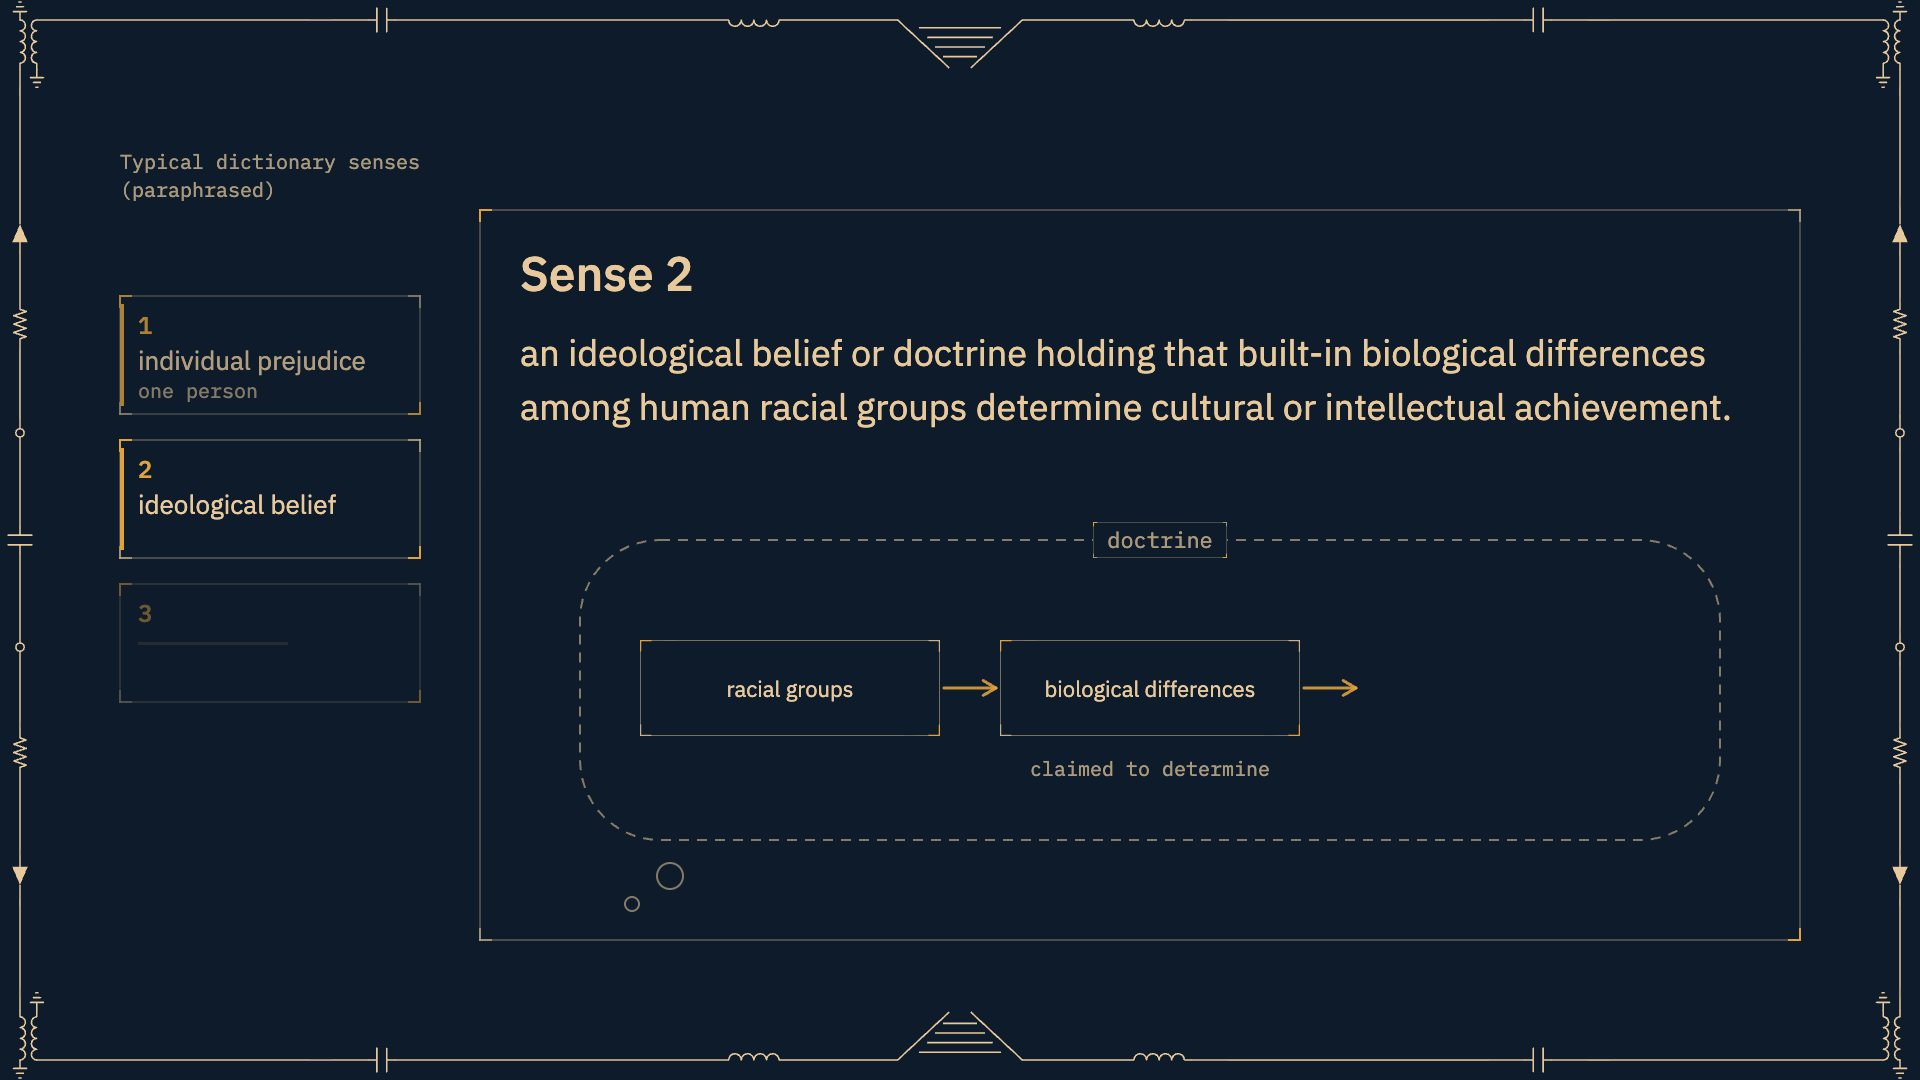 Typical dictionary senses
(paraphrased)
1
individual prejudice
one person
2
ideological belief
3
Sense 2
an ideological belief or doctrine holding that built-in biological differences
among human racial groups determine cultural or intellectual achievement.
doctrine
racial groups
biological differences
claimed to determine